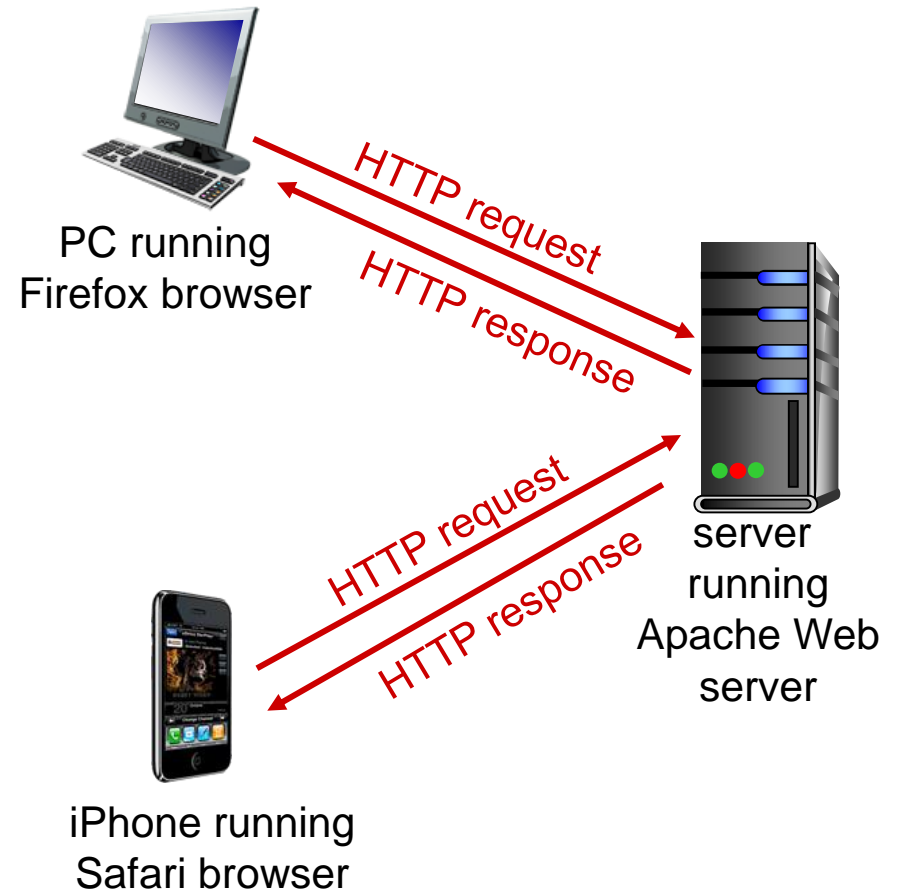 HTTP request
HTTP response
PC running
Firefox browser
HTTP request
HTTP response
server
running
Apache Web
server
iPhone running
Safari browser